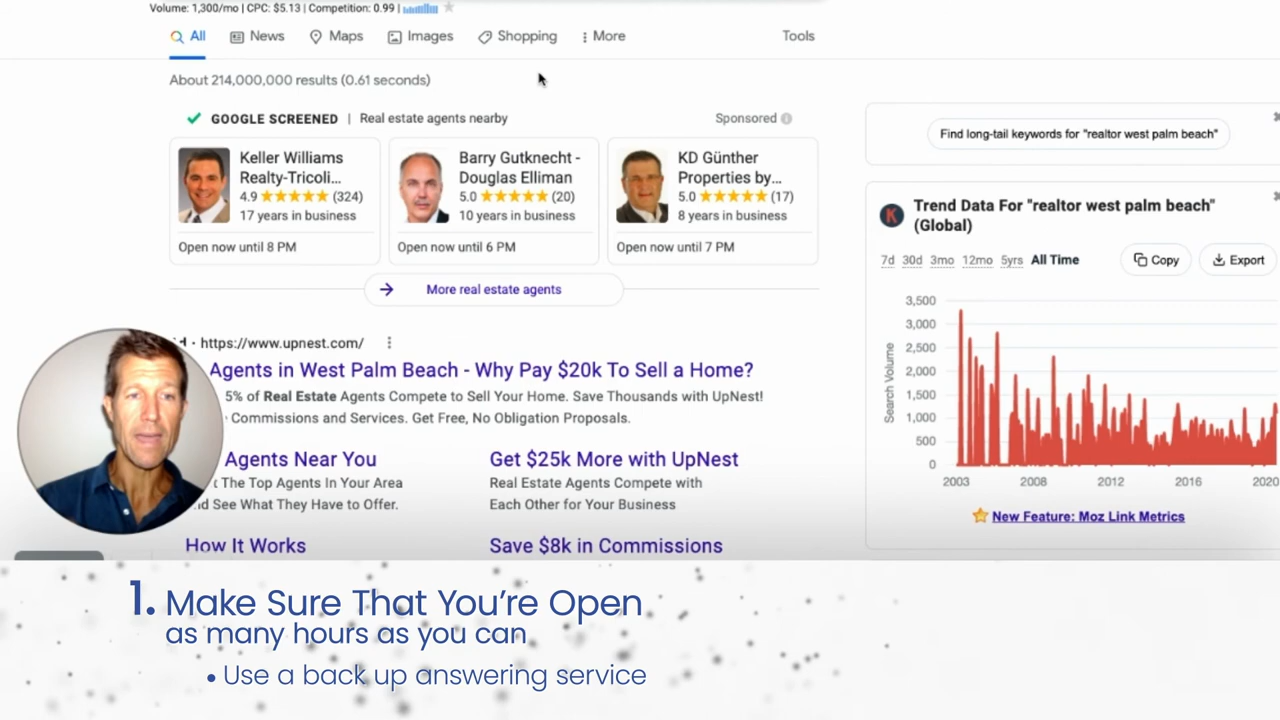 Volume: 1,300/mo | CPC: $5.13 | Competition: 0.99 |
All News Maps Images Shopping More Tools
About 214,000,000 results (0.61 seconds)
GOOGLE SCREENED | Real estate agents nearby Sponsored
Keller Williams
Realty-Tricoli...
4.9 (324)
17 years in business
Open now until 8 PM
Barry Gutknecht -
Douglas Elliman
5.0 (20)
10 years in business
Open now until 6 PM
KD Günther
Properties by...
5.0 (17)
8 years in business
Open now until 7 PM
More real estate agents
· https://www.upnest.com/
Agents in West Palm Beach - Why Pay $20k To Sell a Home?
5% of Real Estate Agents Compete to Sell Your Home. Save Thousands with UpNest!
Commissions and Services. Get Free, No Obligation Proposals.
Agents Near You
The Top Agents In Your Area
See What They Have to Offer.
Get $25k More with UpNest
Real Estate Agents Compete with
Each Other for Your Business
How It Works
Save $8k in Commissions
Find long-tail keywords for "realtor west palm beach"
K
Trend Data For "realtor west palm beach"
(Global)
7d 30d 3mo 12mo 5yrs All Time Copy Export
Search Volume
3,500
3,000
2,500
2,000
1,500
1,000
500
0
2003 2008 2012 2016 2020
New Feature: Moz Link Metrics
1. Make Sure That You're Open
as many hours as you can
• Use a back up answering service